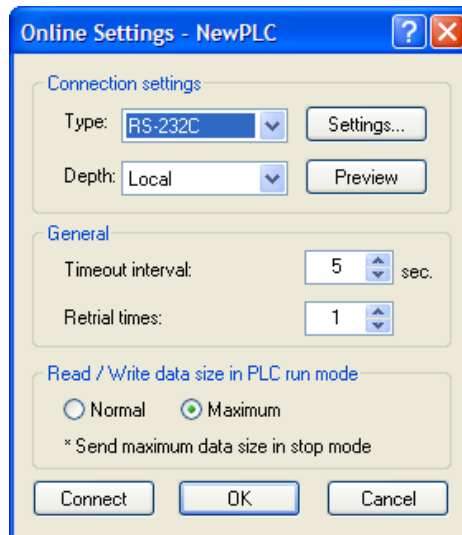 Online Settings - NewPLC
Connection settings
Type: RS-232C Settings...
Depth: Local Preview
General
Timeout interval: 5 sec.
Retrial times: 1
Read / Write data size in PLC run mode
Normal Maximum
* Send maximum data size in stop mode
Connect OK Cancel